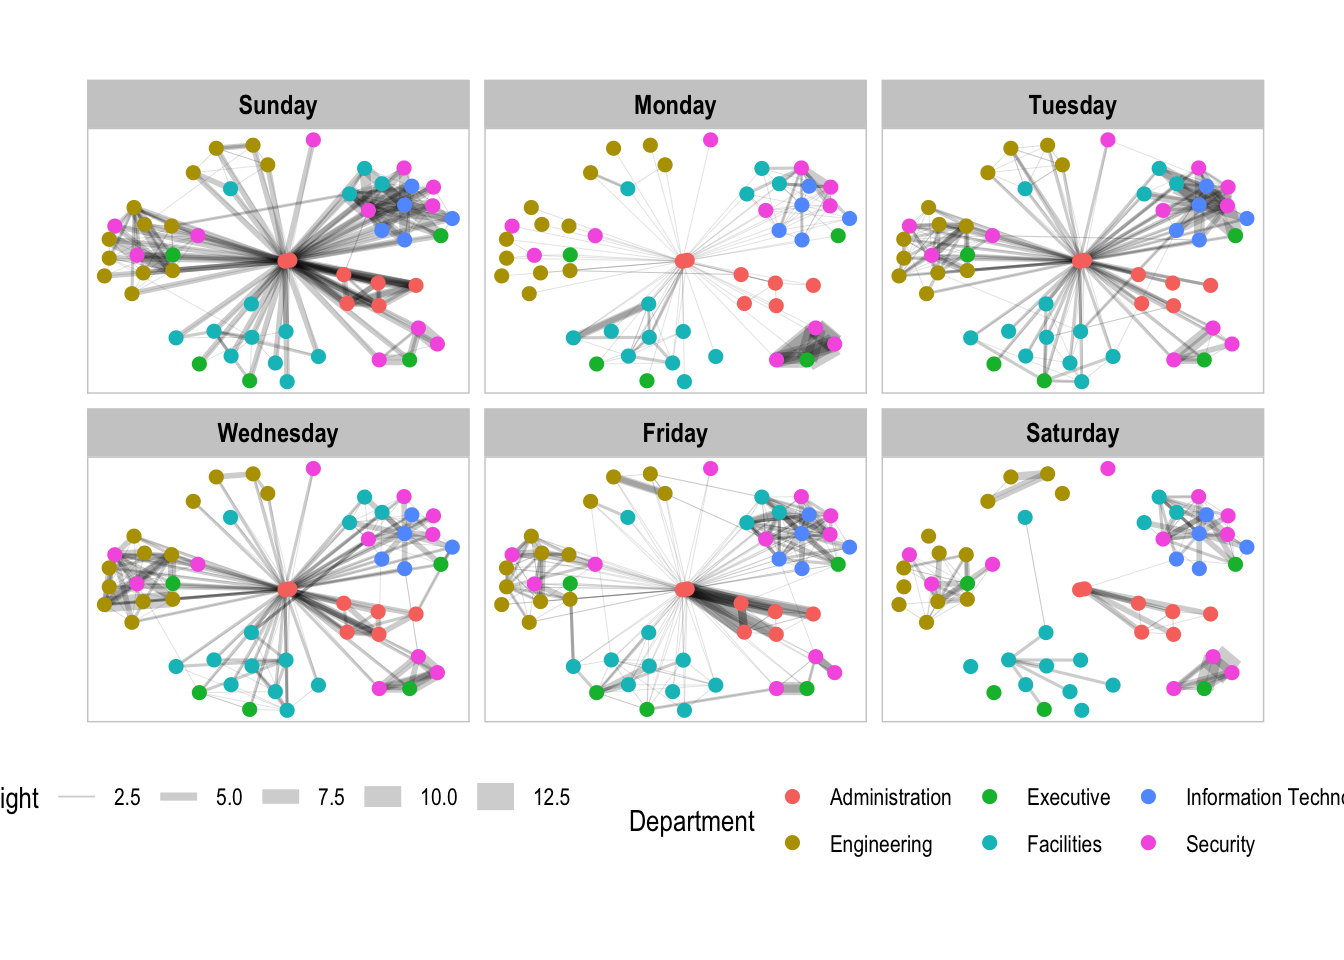 Sunday
Monday
Tuesday
Wednesday
Friday
Saturday
ight 2.5 5.0 7.5 10.0 12.5
Department
Administration Executive Information Techno
Engineering Facilities Security